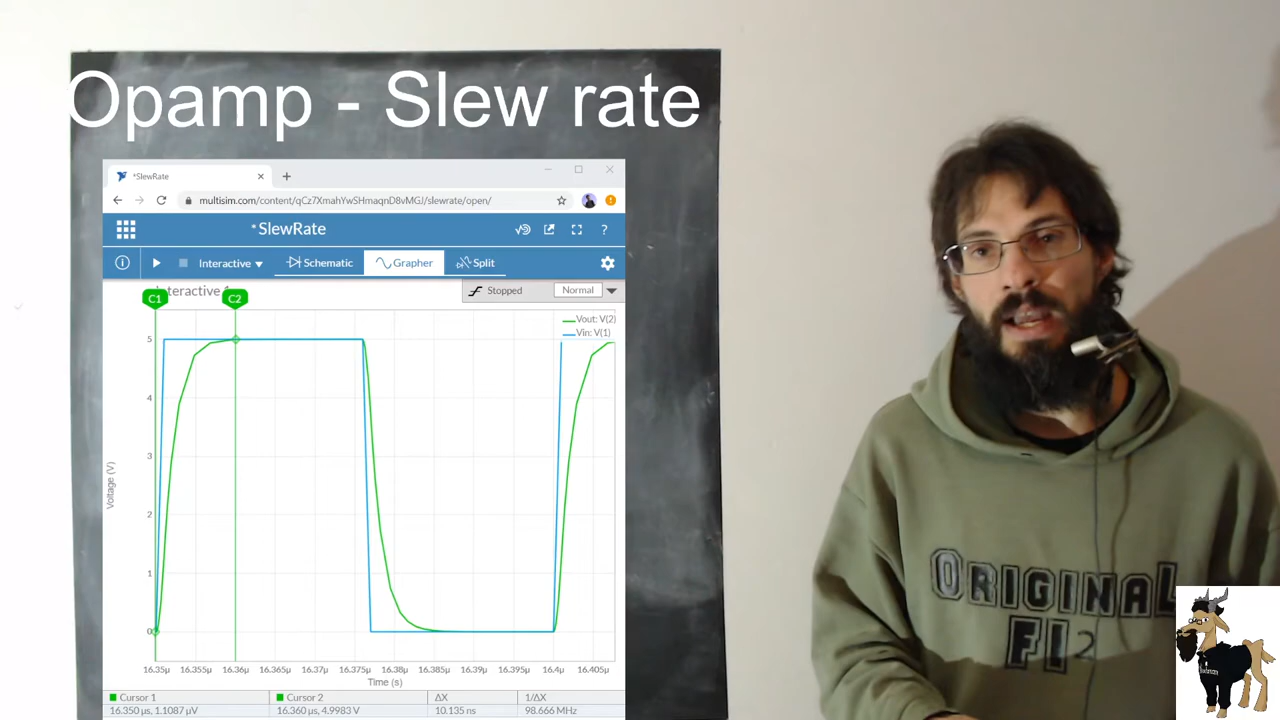 Opamp - Slew rate
*SlewRate
multisim.com/content/qCz7XmahYwSHmaqnD8vMGJ/slewrate/open/
*SlewRate
Interactive
Schematic
Grapher
Split
Stopped
Normal
C1
C2
Vout: V(2)
Vin: V(1)
5
4
3
2
1
0
Voltage (V)
16.35µ 16.355µ 16.36µ 16.365µ 16.37µ 16.375µ 16.38µ 16.385µ 16.39µ 16.395µ 16.4µ 16.405µ
Time (s)
Cursor 1 Cursor 2 ΔX 1/ΔX
16.350 µs, 1.1087 µV 16.360 µs, 4.9983 V 10.135 ns 98.666 MHz
ORIGINAL